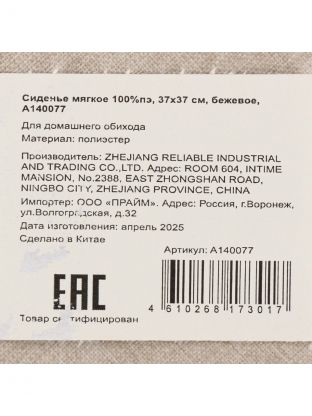 Сиденье мягкое 100%пэ, 37х37 см, бежевое,
А140077
Для домашнего обихода
Материал: полиэстер
Производитель: ZHEJIANG RELIABLE INDUSTRIAL
AND TRADING CO.,LTD. Адрес: ROOM 604, INTIME
MANSION, No.2388, EAST ZHONGSHAN ROAD,
NINGBO CITY, ZHEJIANG PROVINCE, CHINA
Импортер: ООО «ПРАЙМ». Адрес: Россия, г.Воронеж,
ул.Волгоградская, д.32
Дата изготовления: апрель 2025
Сделано в Китае
Артикул: А140077
EAC
4 610268 173017
Товар сертифицирован